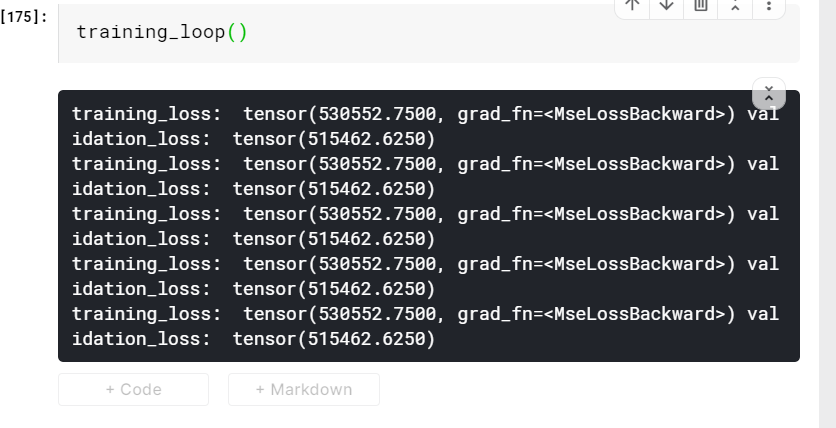 [175]:
training_loop()
training_loss:  tensor(530552.7500, grad_fn=<MseLossBackward>) val
idation_loss:  tensor(515462.6250)
training_loss:  tensor(530552.7500, grad_fn=<MseLossBackward>) val
idation_loss:  tensor(515462.6250)
training_loss:  tensor(530552.7500, grad_fn=<MseLossBackward>) val
idation_loss:  tensor(515462.6250)
training_loss:  tensor(530552.7500, grad_fn=<MseLossBackward>) val
idation_loss:  tensor(515462.6250)
training_loss:  tensor(530552.7500, grad_fn=<MseLossBackward>) val
idation_loss:  tensor(515462.6250)
+ Code
+ Markdown